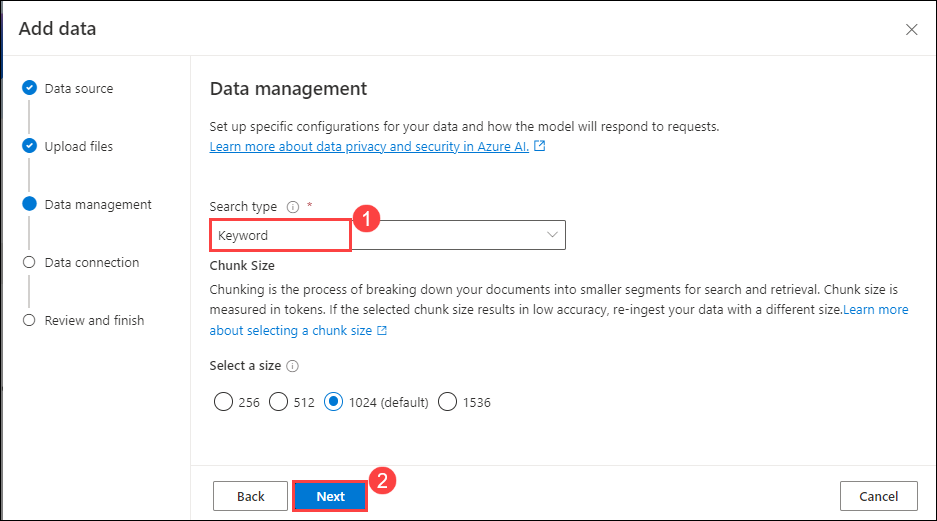 Add data
Data source
Upload files
Data management
Data connection
Review and finish
Data management
Set up specific configurations for your data and how the model will respond to requests.
Learn more about data privacy and security in Azure AI.
Search type *
1
Keyword
Chunk Size
Chunking is the process of breaking down your documents into smaller segments for search and retrieval. Chunk size is
measured in tokens. If the selected chunk size results in low accuracy, re-ingest your data with a different size.Learn more
about selecting a chunk size
Select a size
256 512 1024 (default) 1536
2
Back Next Cancel